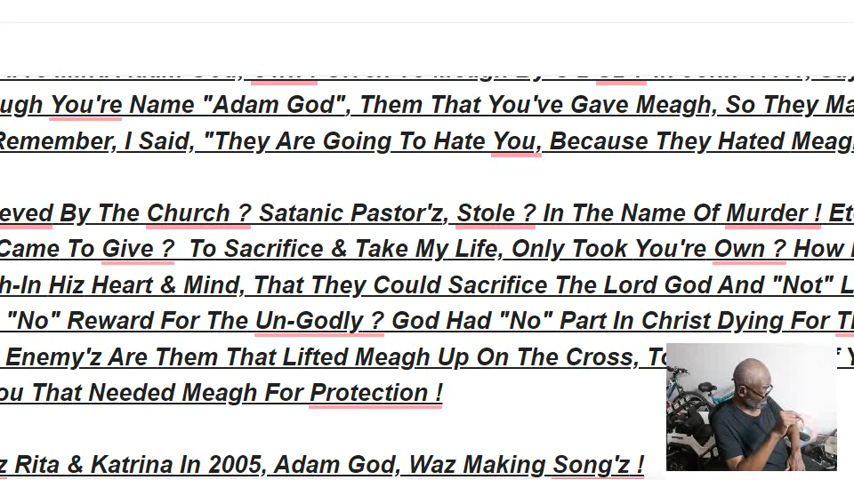 ugh You're Name "Adam God", Them That You've Gave Meagh, So They Ma
Remember, I Said, "They Are Going To Hate You, Because They Hated Meagh
eved By The Church ? Satanic Pastor'z, Stole ? In The Name Of Murder ! Et
Came To Give ?  To Sacrifice & Take My Life, Only Took You're Own ? How
h-In Hiz Heart & Mind, That They Could Sacrifice The Lord God And "Not" L
"No" Reward For The Un-Godly ? God Had "No" Part In Christ Dying For T
Enemy'z Are Them That Lifted Meagh Up On The Cross, To
ou That Needed Meagh For Protection !
z Rita & Katrina In 2005, Adam God, Waz Making Song'z !